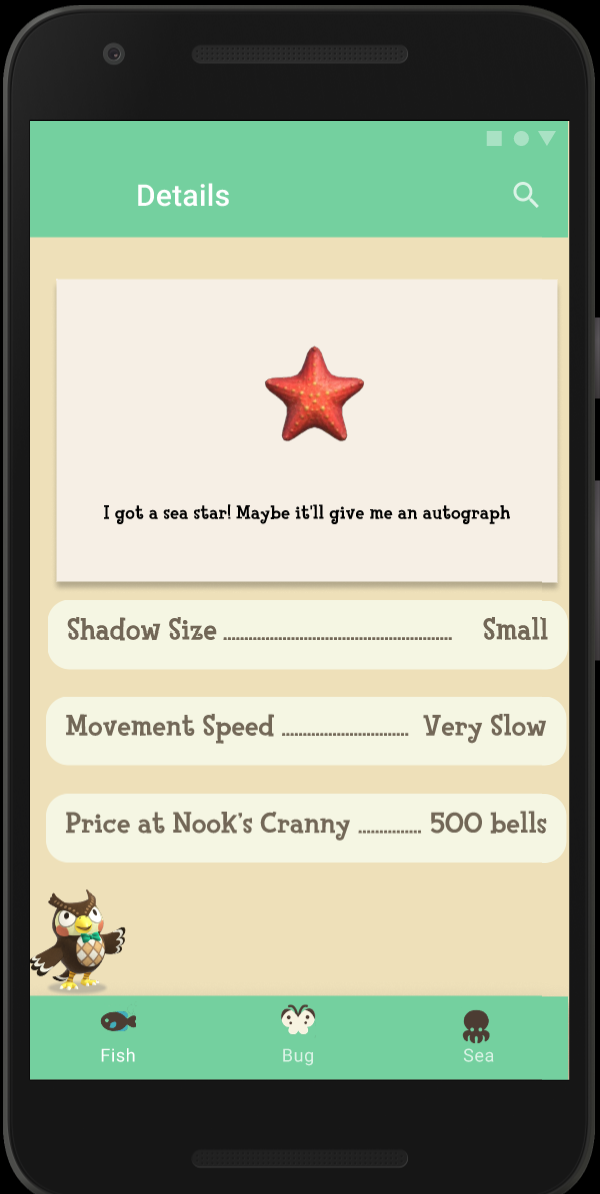 Details
I got a sea star! Maybe it'll give me an autograph
Shadow Size ...................................................... Small
Movement Speed .............................. Very Slow
Price at Nook's Cranny ............... 500 bells
Fish Bug Sea